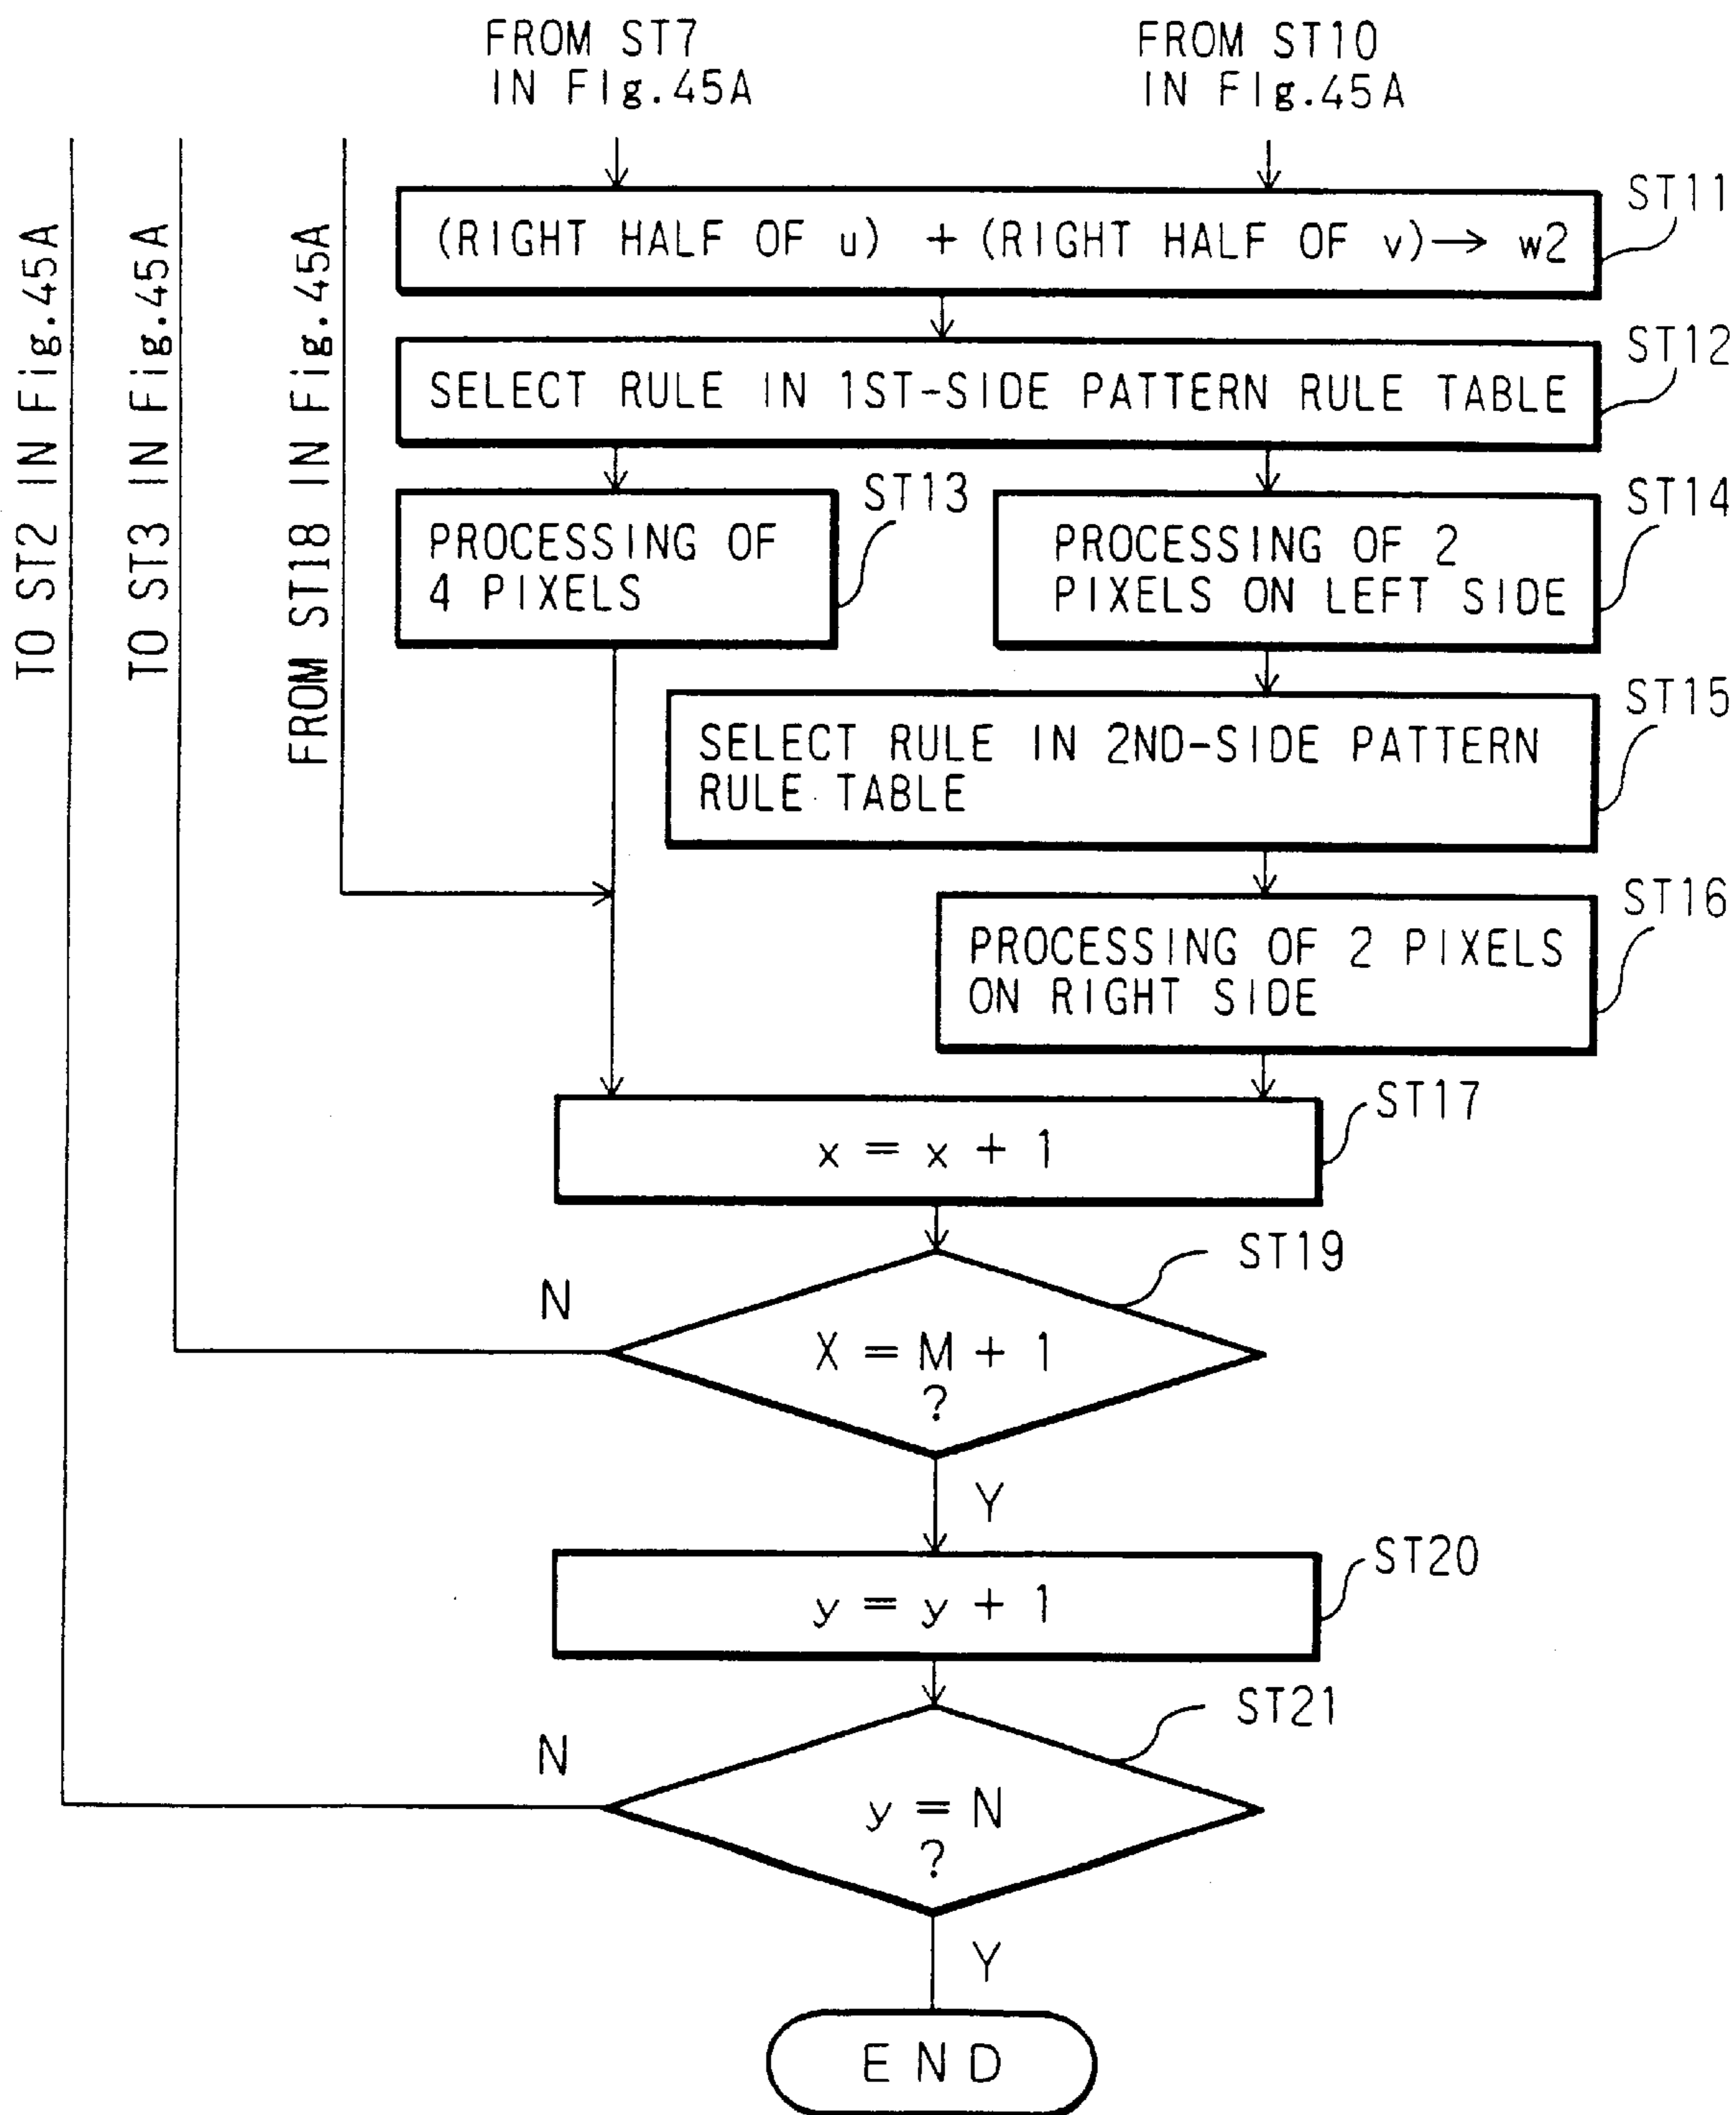 FROM ST7
IN FIg.45A
FROM ST10
IN FIg.45A
TO ST2 IN Fig.45A
TO ST3 IN Fig.45A
FROM ST18 IN Fig.45A
ST11
(RIGHT HALF OF u) + (RIGHT HALF OF v)→ w2
ST12
SELECT RULE IN 1ST-SIDE PATTERN RULE TABLE
ST13
PROCESSING OF
4 PIXELS
ST14
PROCESSING OF 2
PIXELS ON LEFT SIDE
ST15
SELECT RULE IN 2ND-SIDE PATTERN
RULE TABLE
ST16
PROCESSING OF 2 PIXELS
ON RIGHT SIDE
ST17
x = x + 1
ST19
N
X = M + 1
?
Y
ST20
y = y + 1
ST21
N
y = N
?
Y
END